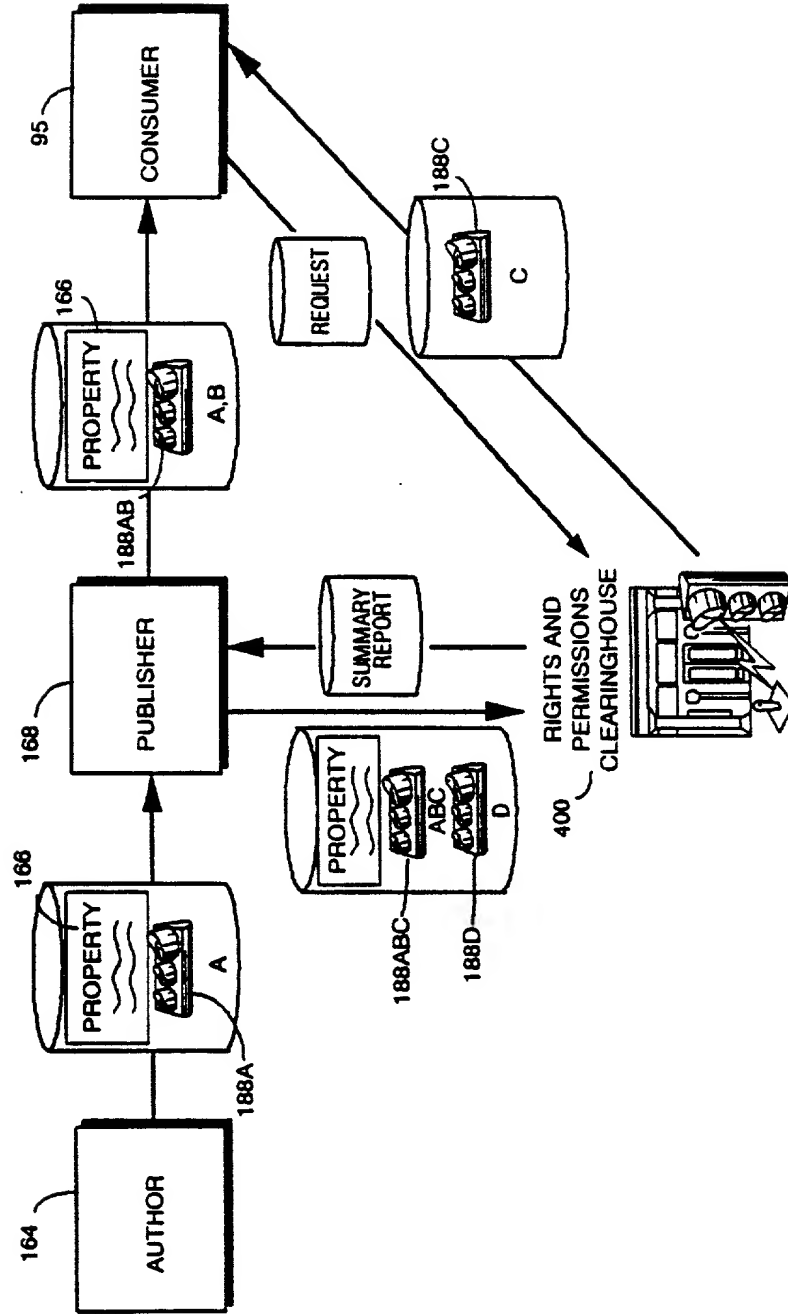 164
AUTHOR
166
PROPERTY
A
188A
168
PUBLISHER
188AB
166
PROPERTY
A,B
95
CONSUMER
PROPERTY
ABC
D
188ABC
188D
SUMMARY
REPORT
REQUEST
188C
C
RIGHTS AND
PERMISSIONS
CLEARINGHOUSE
400